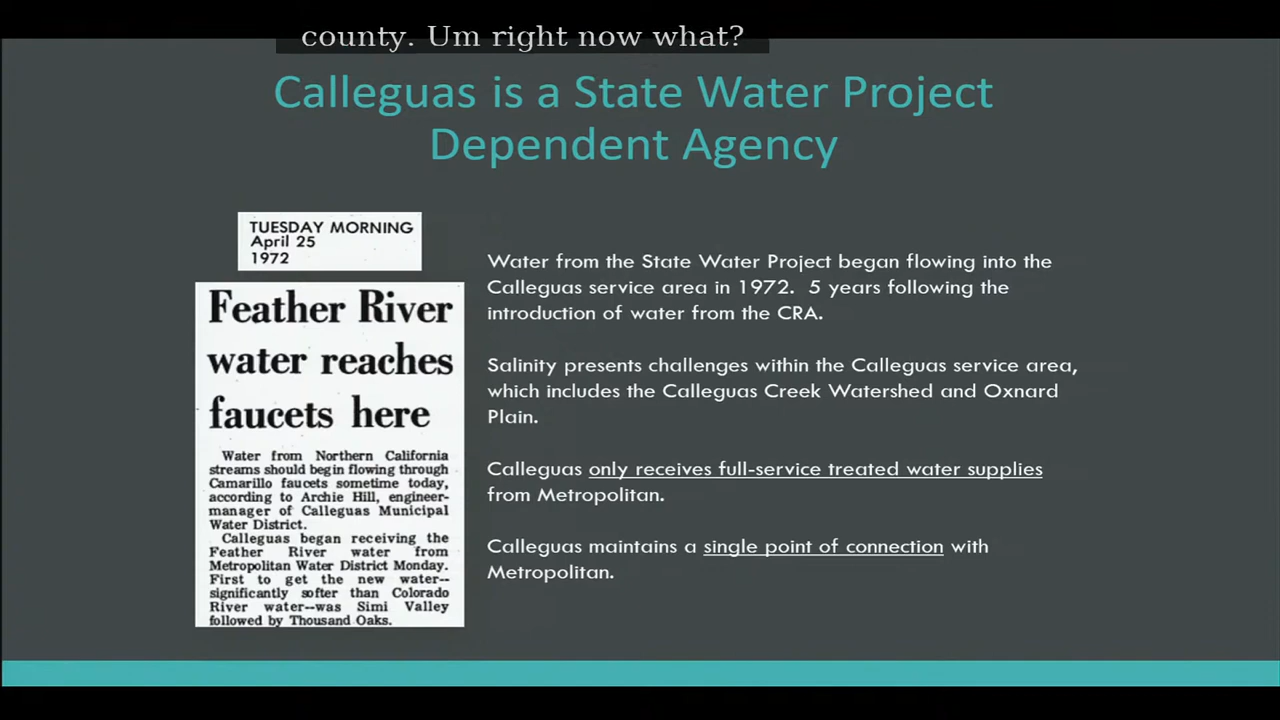 county. Um right now what?
Calleguas is a State Water Project
Dependent Agency
TUESDAY MORNING
April 25
1972
Feather River
water reaches
faucets here
Water from Northern California
streams should begin flowing through
Camarillo faucets sometime today,
according to Archie Hill, engineer-
manager of Calleguas Municipal
Water District.
Calleguas began receiving the
Feather River water from
Metropolitan Water District Monday.
First to get the new water--
significantly softer than Colorado
River water--was Simi Valley
followed by Thousand Oaks.
Water from the State Water Project began flowing into the
Calleguas service area in 1972. 5 years following the
introduction of water from the CRA.
Salinity presents challenges within the Calleguas service area,
which includes the Calleguas Creek Watershed and Oxnard
Plain.
Calleguas only receives full-service treated water supplies
from Metropolitan.
Calleguas maintains a single point of connection with
Metropolitan.